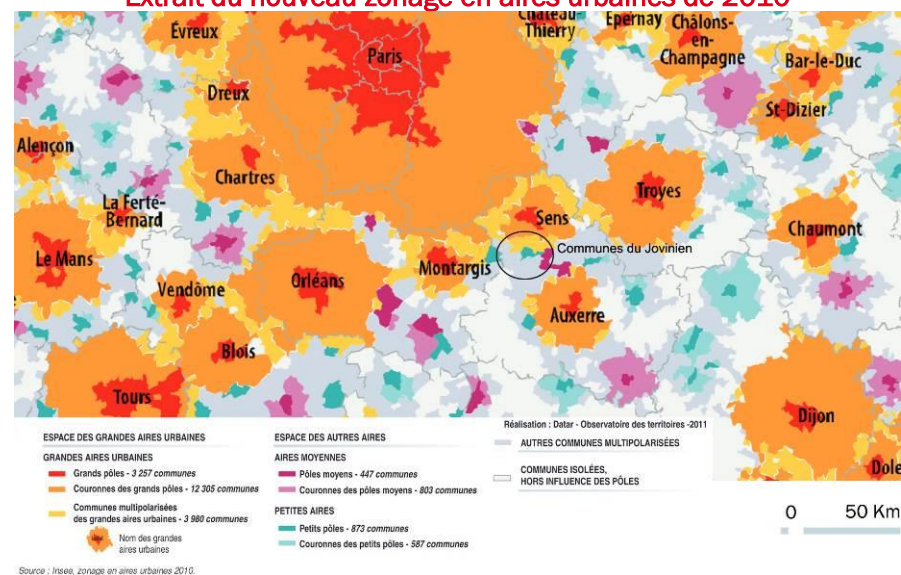 Extrait du nouveau zonage en aires urbaines de 2010
Évreux
Paris
Château-
Thierry
Épernay
Châlons-
en-
Champagne
Bar-le-Duc
Dreux
St-Dizier
Alençon
Chartres
Troyes
La Ferté-
Bernard
Sens
Chaumont
Communes du Jovinien
Le Mans
Orléans
Montargis
Vendôme
Auxerre
Blois
Tours
Dijon
Dole
ESPACE DES GRANDES AIRES URBAINES
GRANDES AIRES URBAINES
Grands pôles - 3 257 communes
Couronnes des grands pôles - 12 305 communes
Communes multipolarisées
des grandes aires urbaines - 3 980 communes
Nom des grandes
aires urbaines
ESPACE DES AUTRES AIRES
AIRES MOYENNES
Pôles moyens - 447 communes
Couronnes des pôles moyens - 803 communes
PETITES AIRES
Petits pôles - 873 communes
Couronnes des petits pôles - 587 communes
Réalisation : Datar - Observatoire des territoires -2011
AUTRES COMMUNES MULTIPOLARISÉES
COMMUNES ISOLÉES,
HORS INFLUENCE DES PÔLES
0 50 Km
Source : Insee, zonage en aires urbaines 2010.